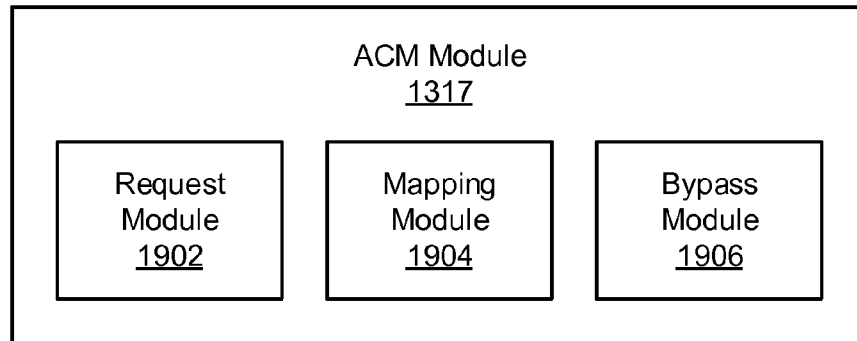 ACM Module
1317
Request
Module
1902
Mapping
Module
1904
Bypass
Module
1906